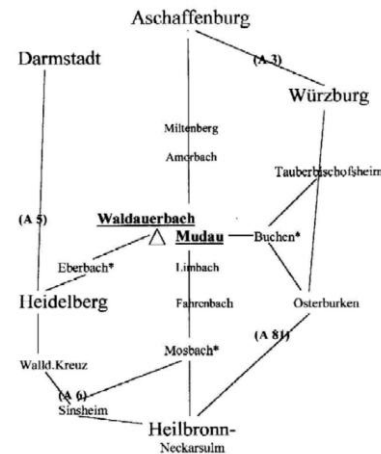 Aschaffenburg
Darmstadt
(A 3)
Würzburg
Miltenberg
Amorbach
Tauberbischofsheim
(A 5)
Waldauerbach
Mudau
Buchen*
Eberbach*
Limbach
Heidelberg
Fahrenbach
Osterburken
(A 81)
Mosbach*
Walld.Kreuz
(A 6)
Sinsheim
Heilbronn-
Neckarsulm